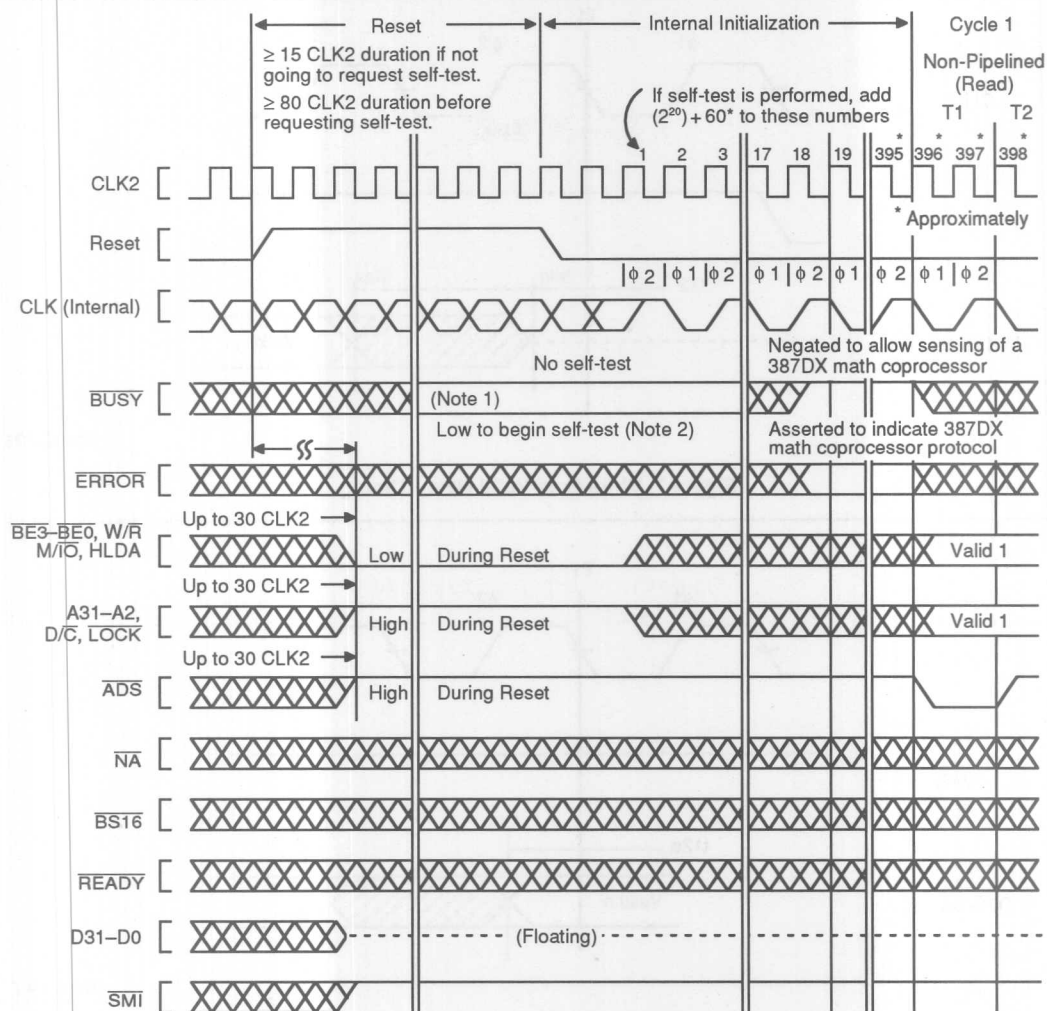 Reset
Internal Initialization
Cycle 1
≥ 15 CLK2 duration if not
going to request self-test.
≥ 80 CLK2 duration before
requesting self-test.
Non-Pipelined
(Read)
If self-test is performed, add
(2²⁰) + 60* to these numbers
T1 T2
1 2 3 17 18 19 395* 396* 397* 398*
CLK2
* Approximately
Reset
ϕ 2 ϕ 1 ϕ 2 ϕ 1 ϕ 2 ϕ 1 ϕ 2 ϕ 1 ϕ 2
CLK (Internal)
No self-test
Negated to allow sensing of a
387DX math coprocessor
BUSY
(Note 1)
Low to begin self-test (Note 2)
Asserted to indicate 387DX
math coprocessor protocol
ERROR
Up to 30 CLK2
BE3–BE0, W/R
M/IO, HLDA
Low During Reset
Valid 1
Up to 30 CLK2
A31–A2,
D/C, LOCK
High During Reset
Valid 1
Up to 30 CLK2
ADS
High During Reset
NA
BS16
READY
D31–D0
(Floating)
SMI